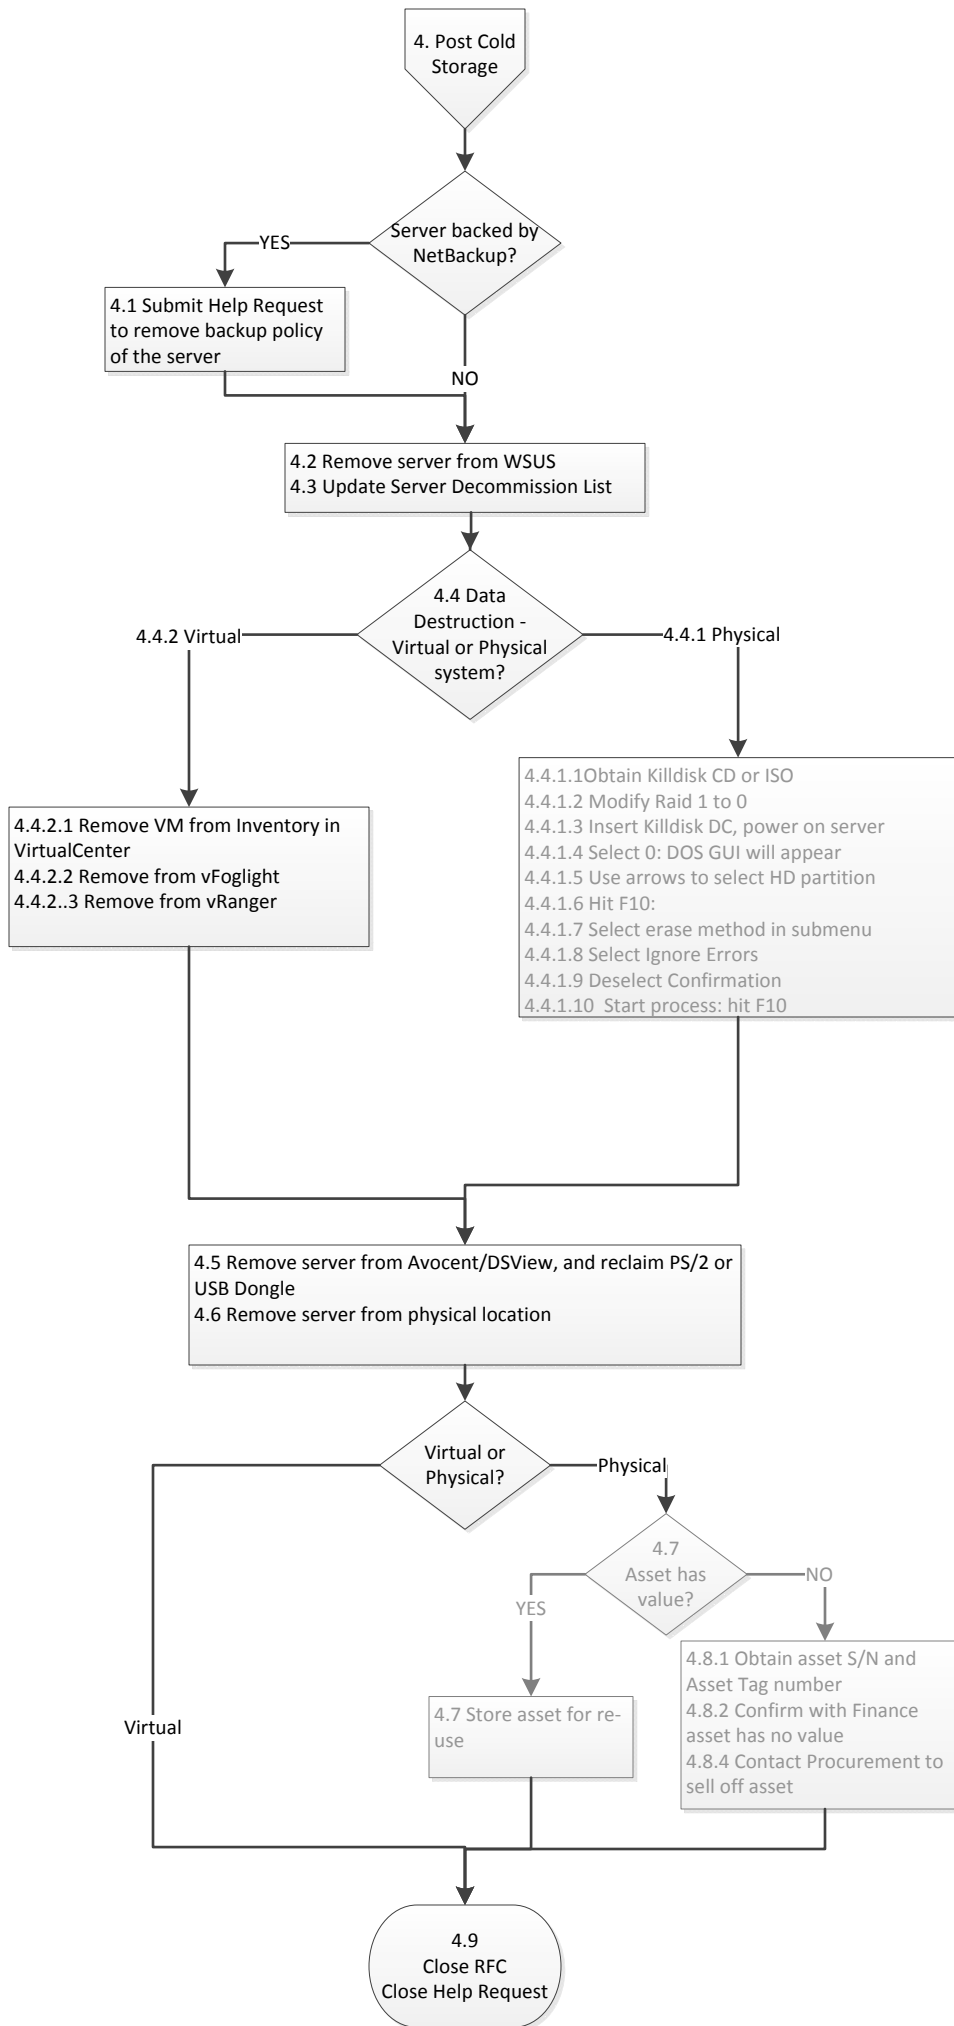 4. Post Cold
Storage
Server backed by
NetBackup?
YES
4.1 Submit Help Request
to remove backup policy
of the server
NO
4.2 Remove server from WSUS
4.3 Update Server Decommission List
4.4 Data
Destruction -
Virtual or Physical
system?
4.4.2 Virtual
4.4.1 Physical
4.4.2.1 Remove VM from Inventory in
VirtualCenter
4.4.2.2 Remove from vFoglight
4.4.2..3 Remove from vRanger
4.4.1.1Obtain Killdisk CD or ISO
4.4.1.2 Modify Raid 1 to 0
4.4.1.3 Insert Killdisk DC, power on server
4.4.1.4 Select 0: DOS GUI will appear
4.4.1.5 Use arrows to select HD partition
4.4.1.6 Hit F10:
4.4.1.7 Select erase method in submenu
4.4.1.8 Select Ignore Errors
4.4.1.9 Deselect Confirmation
4.4.1.10  Start process: hit F10
4.5 Remove server from Avocent/DSView, and reclaim PS/2 or
USB Dongle
4.6 Remove server from physical location
Virtual or
Physical?
Physical
Virtual
4.7
Asset has
value?
YES
NO
4.7 Store asset for re-
use
4.8.1 Obtain asset S/N and
Asset Tag number
4.8.2 Confirm with Finance
asset has no value
4.8.4 Contact Procurement to
sell off asset
4.9
Close RFC
Close Help Request